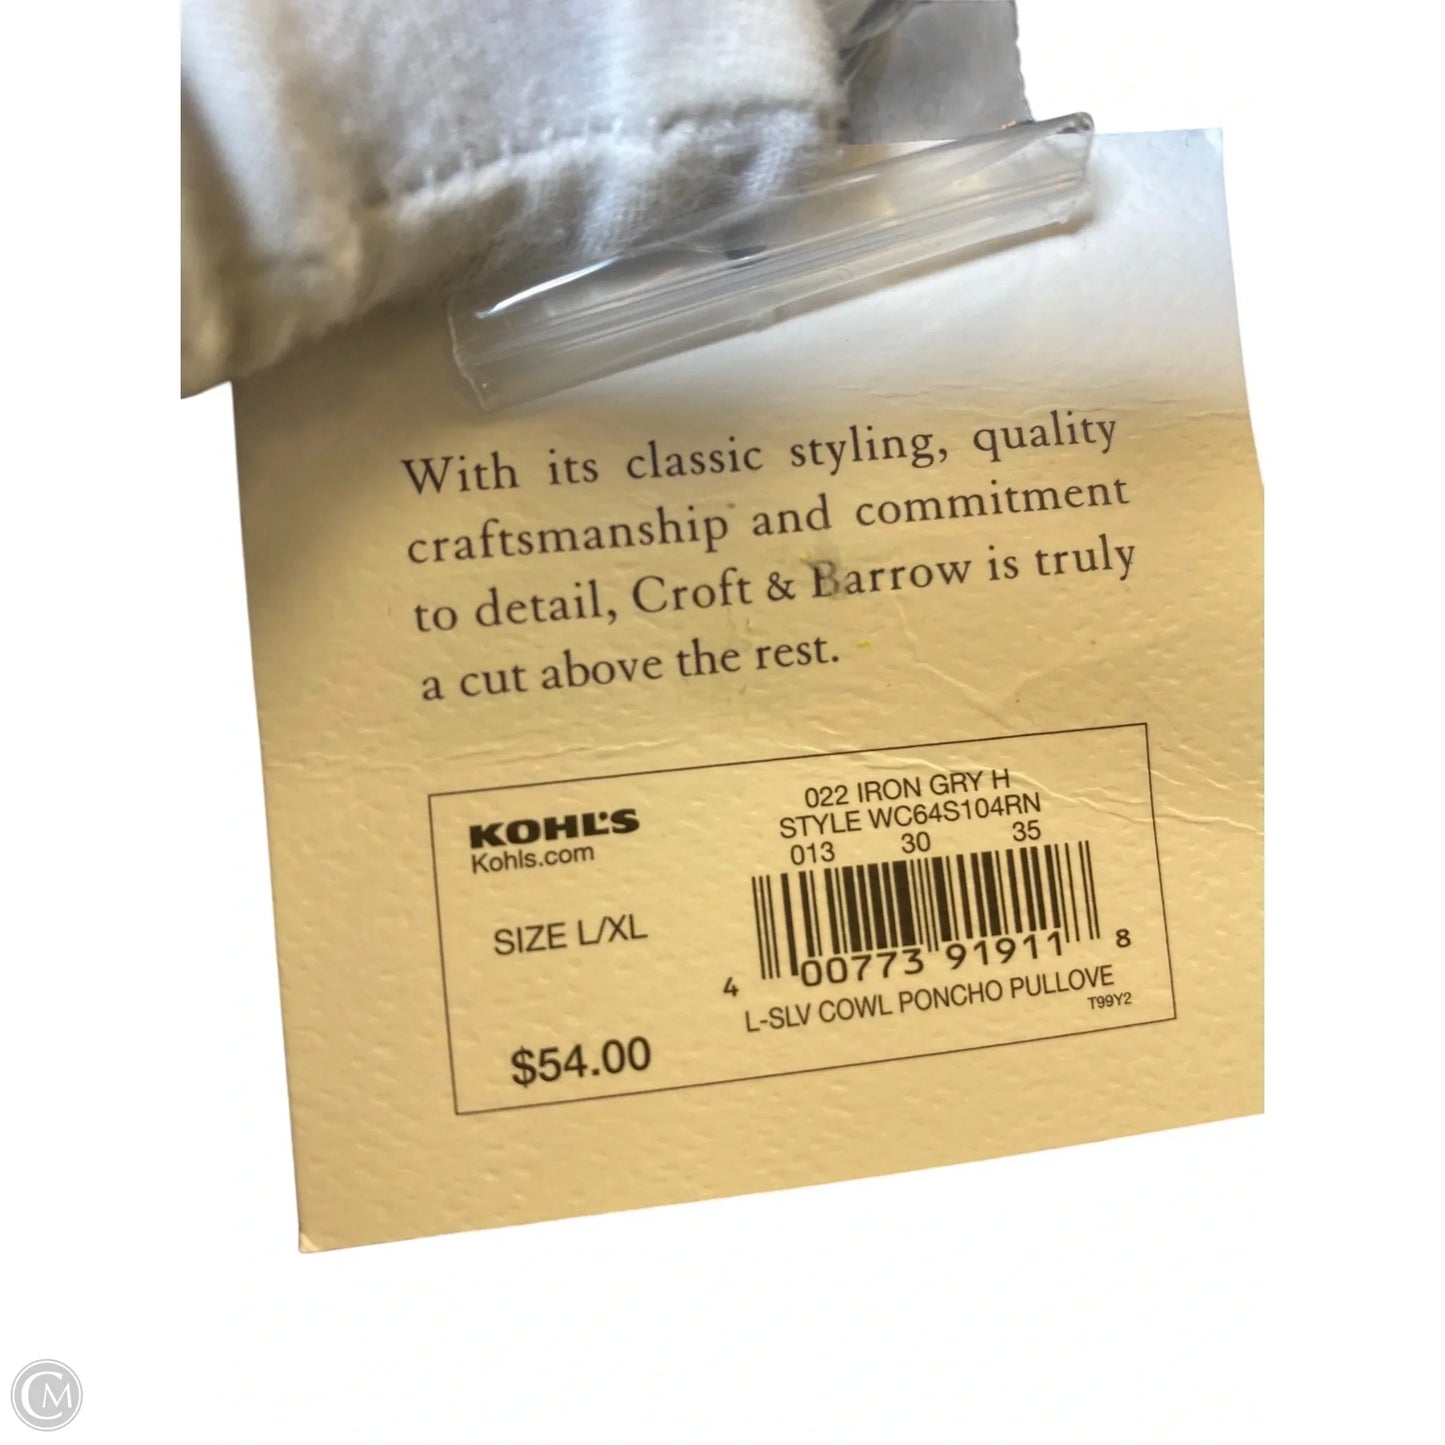 With its classic styling, quality
craftsmanship and commitment
to detail, Croft & Barrow is truly
a cut above the rest.
KOHL'S
Kohls.com
SIZE L/XL
$54.00
022 IRON GRY H
STYLE WC64S104RN
013 30 35
4 00773 91911 8
L-SLV COWL PONCHO PULLOVE
T99Y2
CM